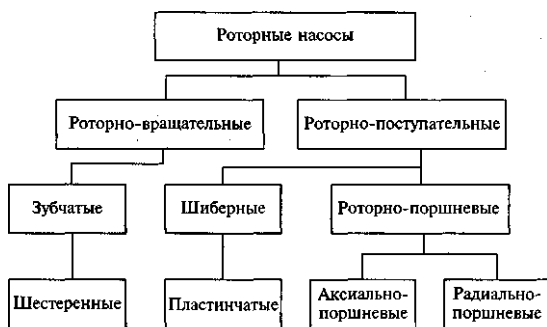 Роторные насосы
Роторно-вращательные
Роторно-поступательные
Зубчатые
Шиберные
Роторно-поршневые
Шестеренные
Пластинчатые
Аксиально-
поршневые
Радиально-
поршневые